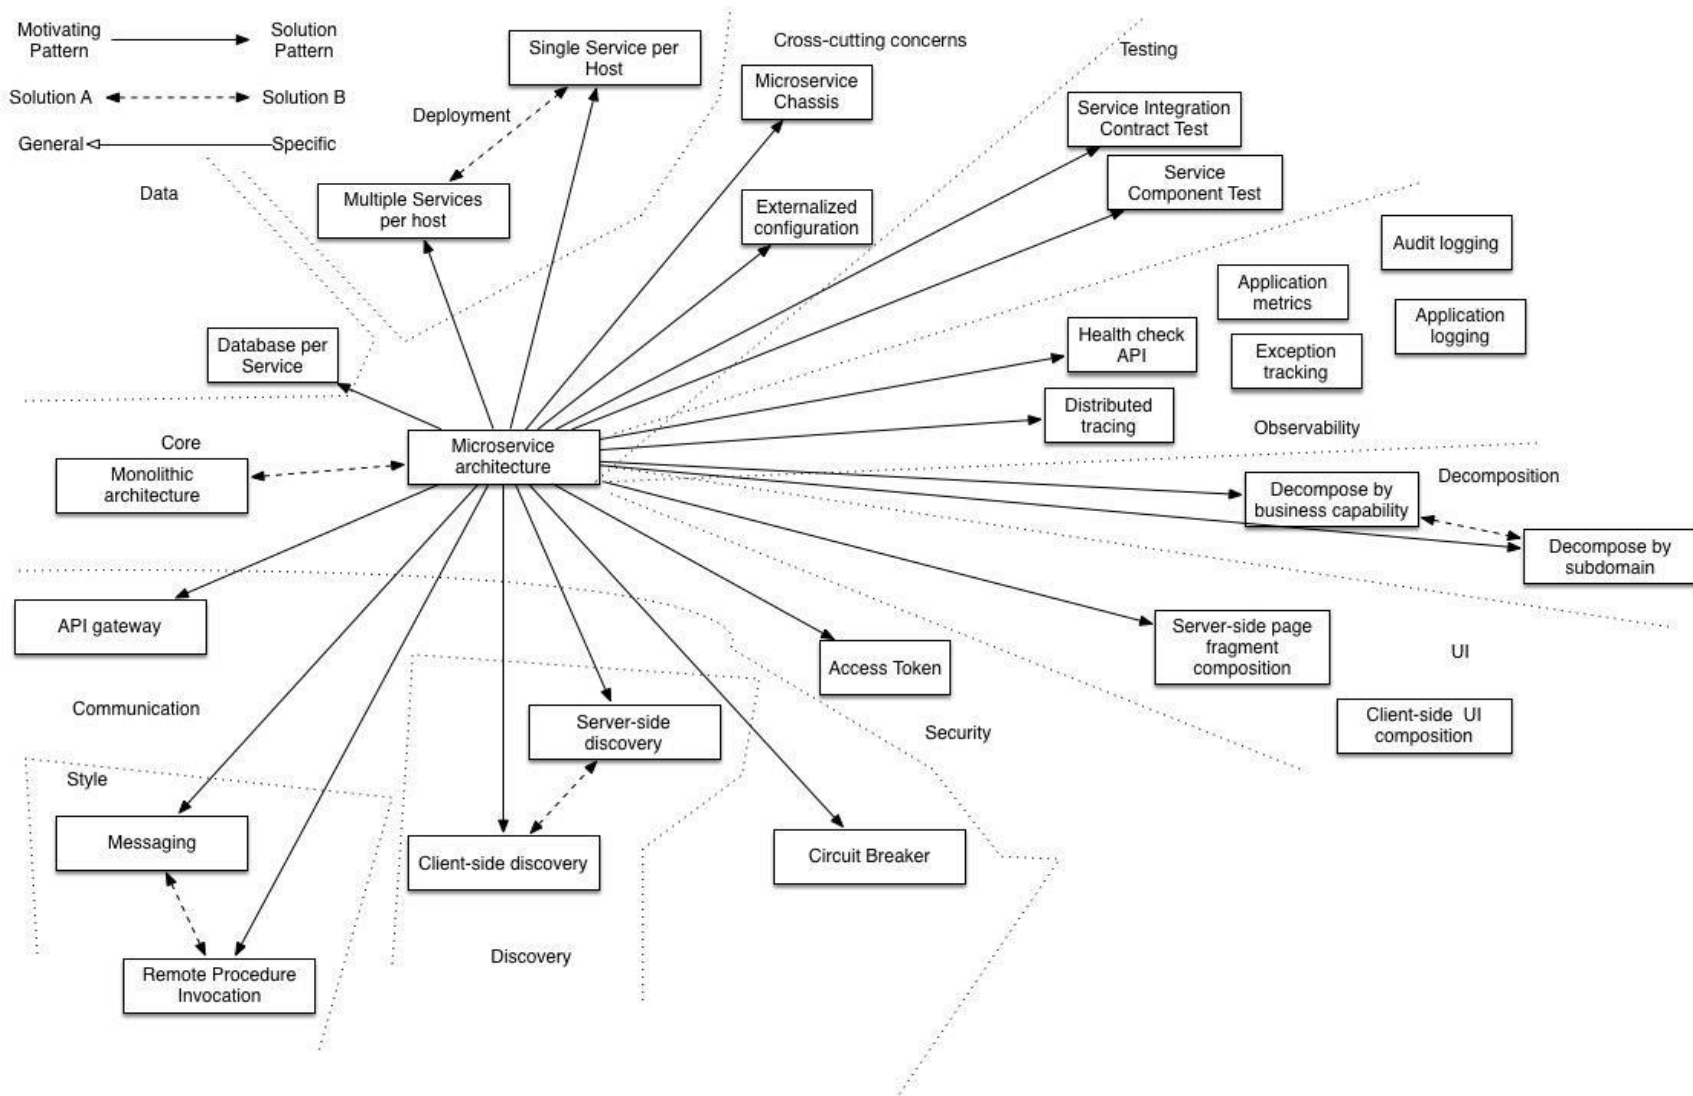 Motivating
Pattern
Solution
Pattern
Solution A
Solution B
General
Specific
Single Service per
Host
Deployment
Multiple Services
per host
Cross-cutting concerns
Microservice
Chassis
Externalized
configuration
Testing
Service Integration
Contract Test
Service
Component Test
Data
Database per
Service
Audit logging
Application
metrics
Application
logging
Health check
API
Exception
tracking
Distributed
tracing
Observability
Core
Monolithic
architecture
Microservice
architecture
Decomposition
Decompose by
business capability
Decompose by
subdomain
API gateway
Communication
Access Token
Security
Server-side page
fragment
composition
UI
Client-side UI
composition
Server-side
discovery
Client-side discovery
Discovery
Circuit Breaker
Style
Messaging
Remote Procedure
Invocation